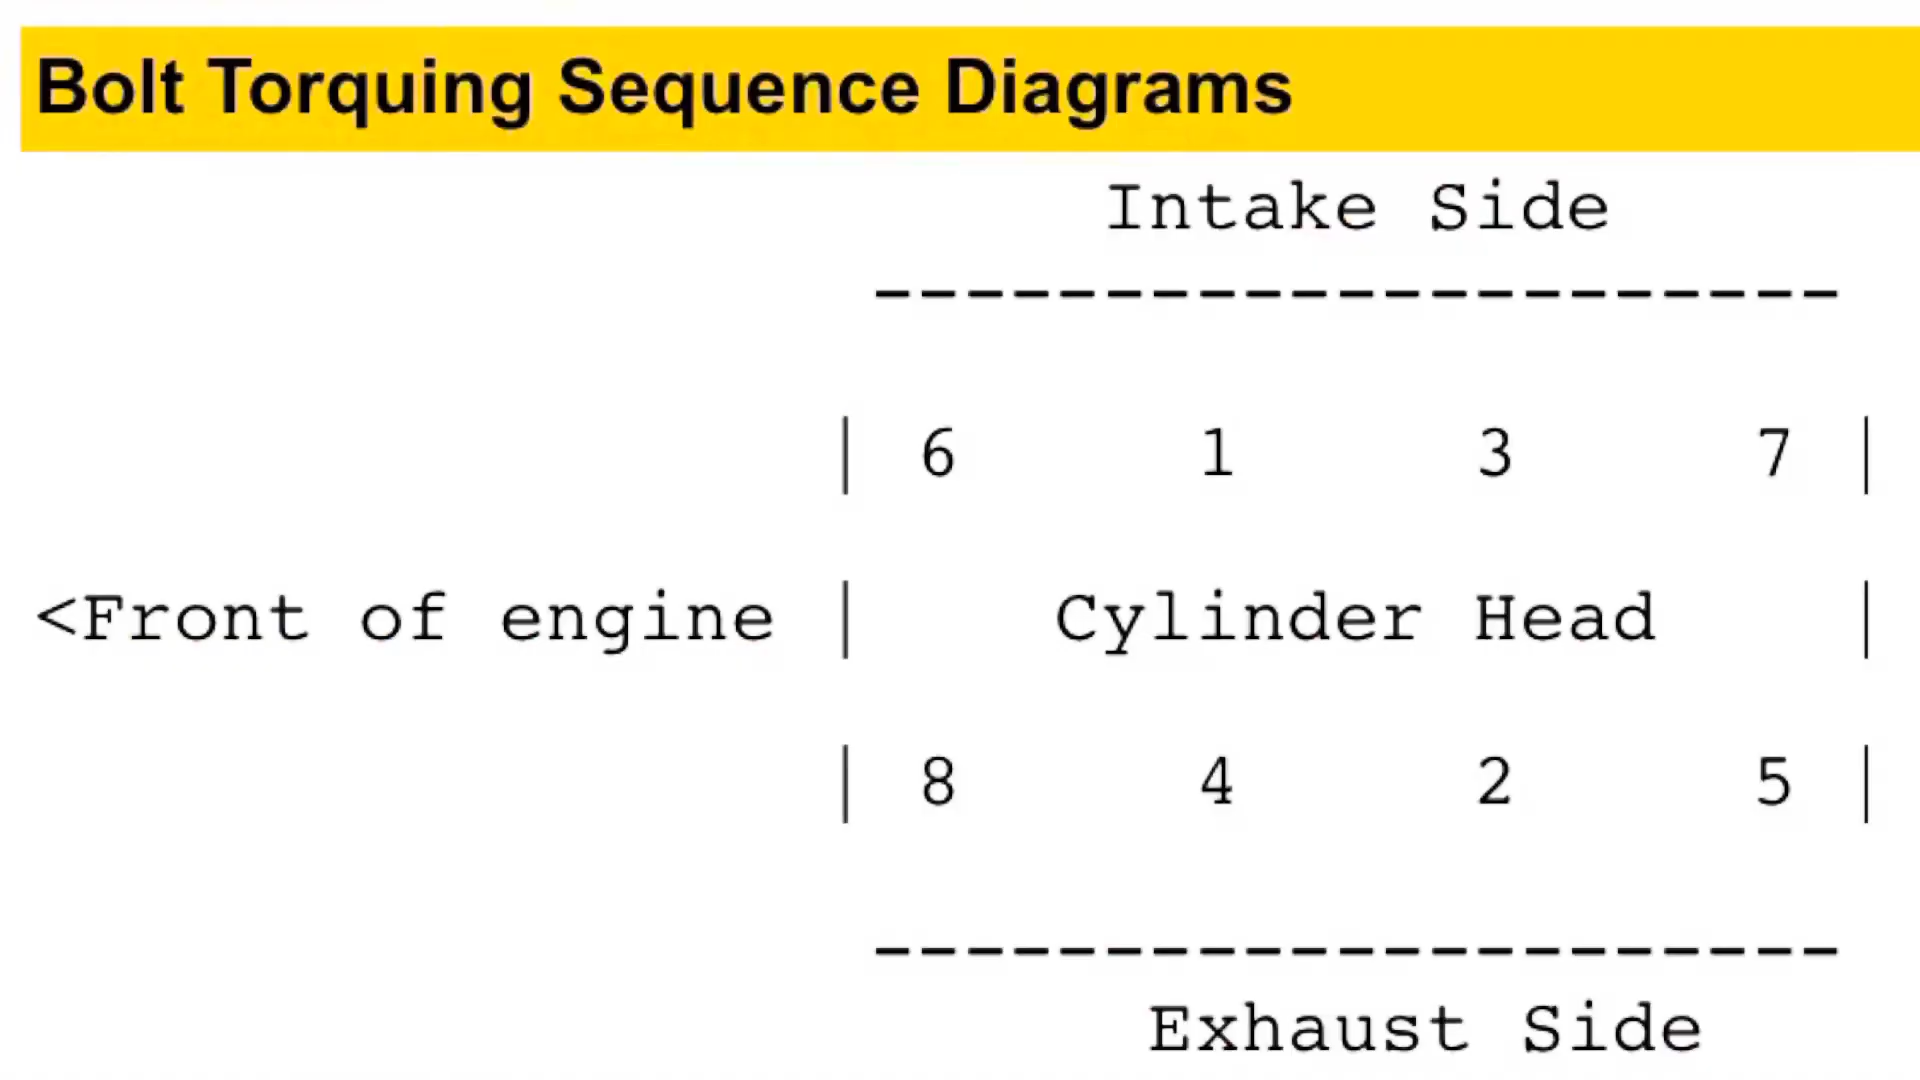 Bolt Torquing Sequence Diagrams
Intake Side
---------------------
| 6 1 3 7 |
<Front of engine | Cylinder Head |
| 8 4 2 5 |
---------------------
Exhaust Side